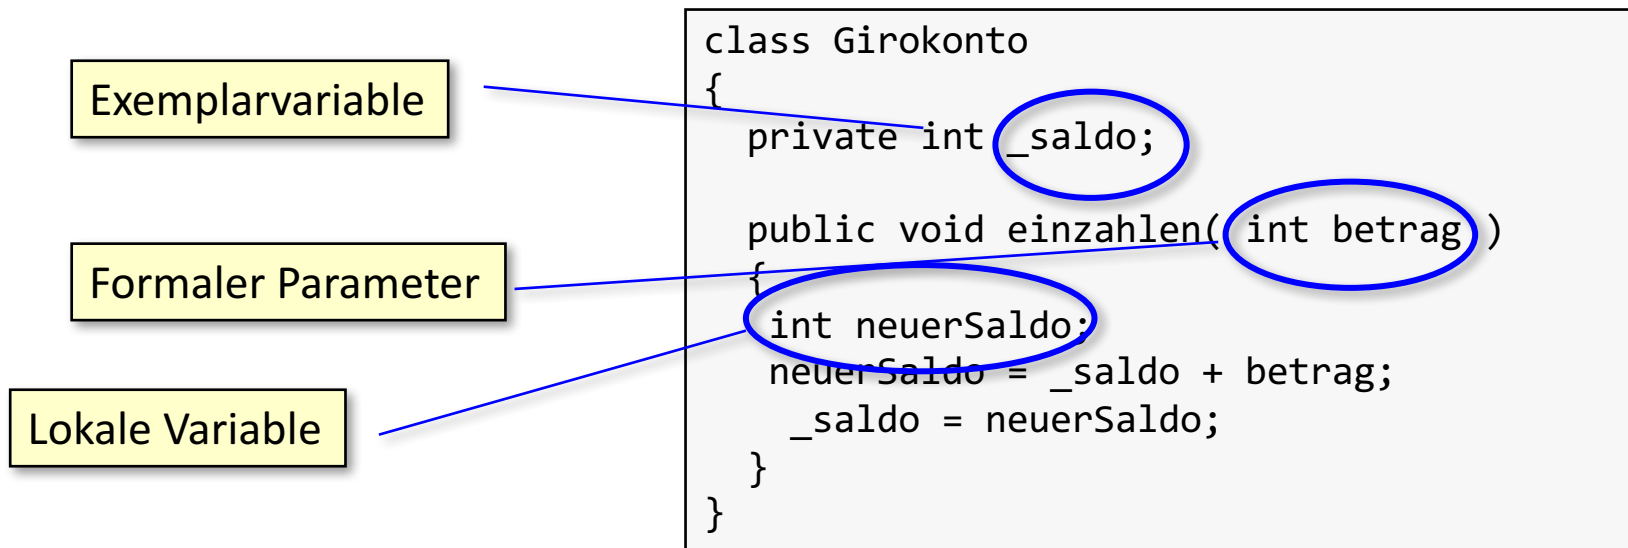 Exemplarvariable
Formaler Parameter
Lokale Variable
class Girokonto
{
private int _saldo;
public void einzahlen( int betrag )
{
int neuerSaldo;
neuerSaldo = _saldo + betrag;
_saldo = neuerSaldo;
}
}